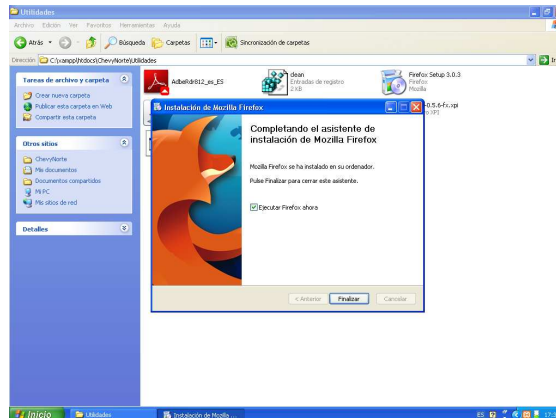 Utilidades
Archivo Edición Ver Favoritos Herramientas Ayuda
Atrás Búsqueda Carpetas Sincronización de carpetas
Dirección C:\xampp\htdocs\ChevyNorte\Utilidades
Tareas de archivo y carpeta
Crear nueva carpeta
Publicar esta carpeta en Web
Compartir esta carpeta
Otros sitios
ChevyNorte
Mis documentos
Documentos compartidos
Mi PC
Mis sitios de red
Detalles
AdbeRdr812_es_ES
clean
Entradas de registro
2 KB
Firefox Setup 3.0.3
Firefox
Mozilla
-0.5.6-fx.xpi
Instalación de Mozilla Firefox
Completando el asistente de
instalación de Mozilla Firefox
Mozilla Firefox se ha instalado en su ordenador.
Pulse Finalizar para cerrar este asistente.
Ejecutar Firefox ahora
< Anterior Finalizar Cancelar
Inicio Utilidades Instalación de Mozilla ... ES